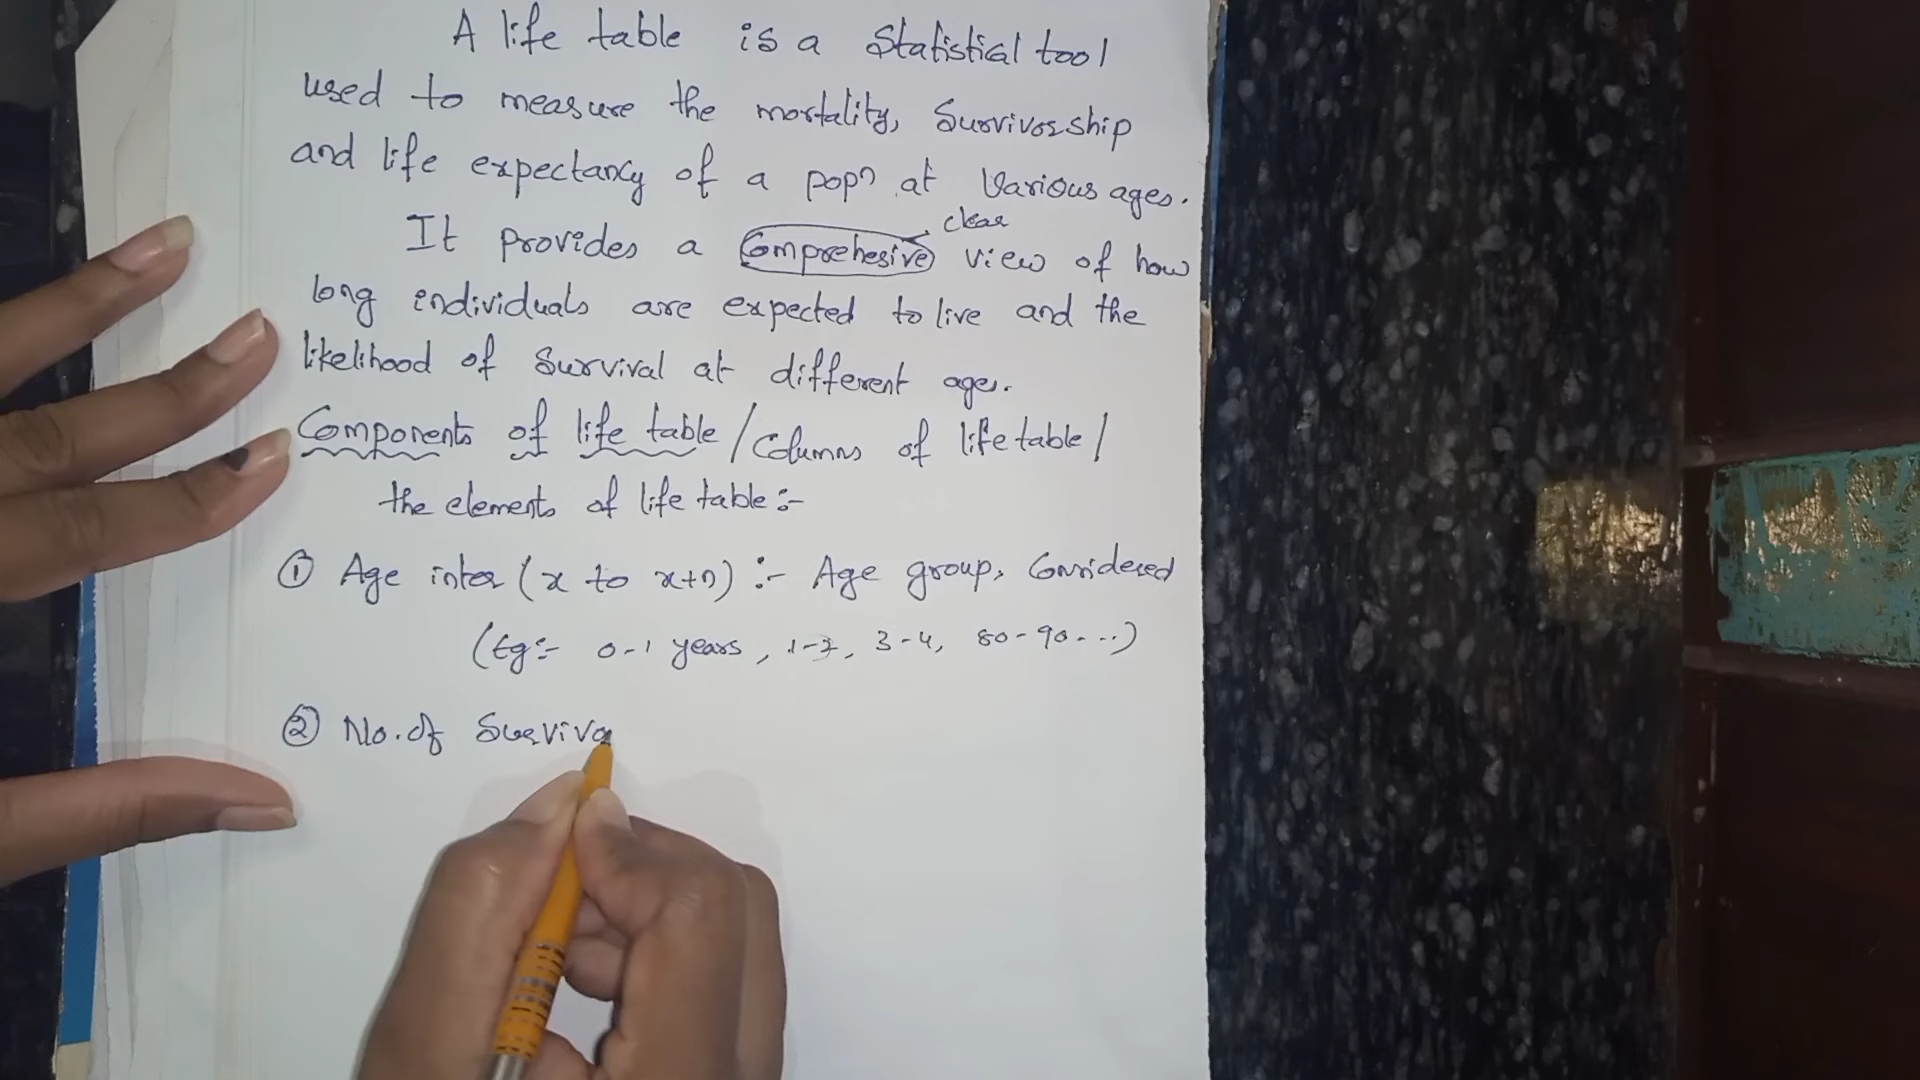 A life table is a Statistical tool
used to measure the mortality, Survivorship
and life expectancy of a popn at Various ages.
clear
It provides a Comprehesive view of how
long individuals are expected to live and the
likelihood of Survival at different ages.
Components of life table / Columns of life table /
the elements of life table :-
① Age inter (x to x+n) :- Age group, Considered
(Eg:- 0-1 years, 1-2, 3-4, 80-90...)
② No. of Surviva